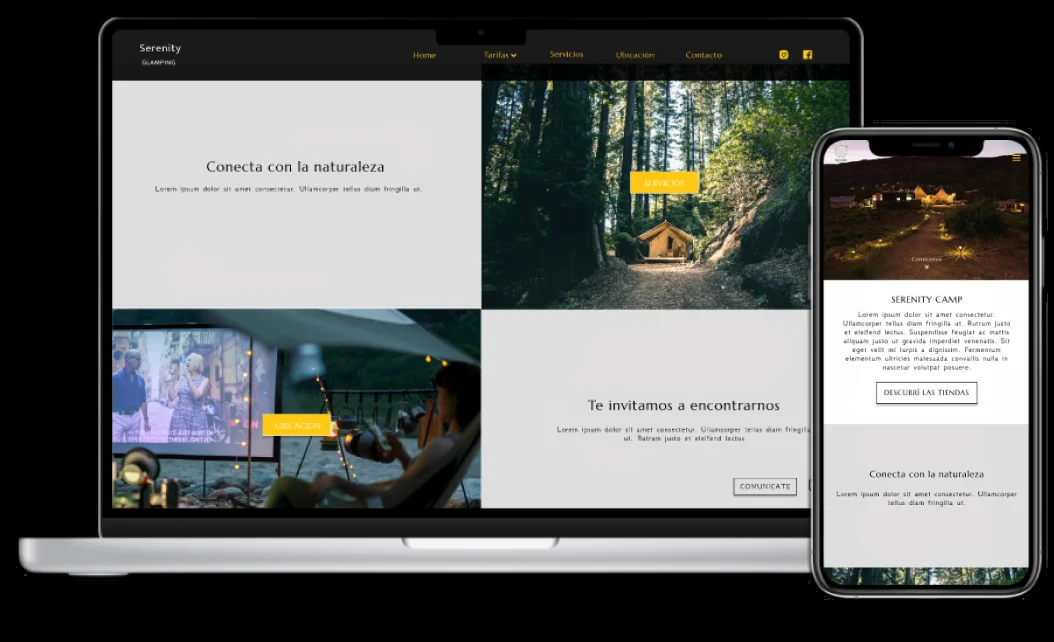 Serenity
GLAMPING
Home
Tarifas
Servicios
Ubicación
Contacto
Conecta con la naturaleza
Lorem ipsum dolor sit amet consectetur. Ullamcorper tellus diam fringilla ut.
SERVICIOS
UBICACIÓN
Te invitamos a encontrarnos
Lorem ipsum dolor sit amet consectetur. Ullamcorper tellus diam fringilla
ut. Rutrum justo et eleifend lectus
COMUNICATE
Conocenos
SERENITY CAMP
Lorem ipsum dolor sit amet consectetur.
Ullamcorper tellus diam fringilla ut. Rutrum justo
et eleifend lectus. Suspendisse feugiat ac mattis
aliquam justo ut gravida imperdiet venenatis. Sit
eget velit mi turpis a dignissim. Fermentum
elementum ultricies malesuada convallis nulla in
nascetur volutpat posuere.
DESCUBRÍ LAS TIENDAS
Conecta con la naturaleza
Lorem ipsum dolor sit amet consectetur. Ullamcorper
tellus diam fringilla ut.